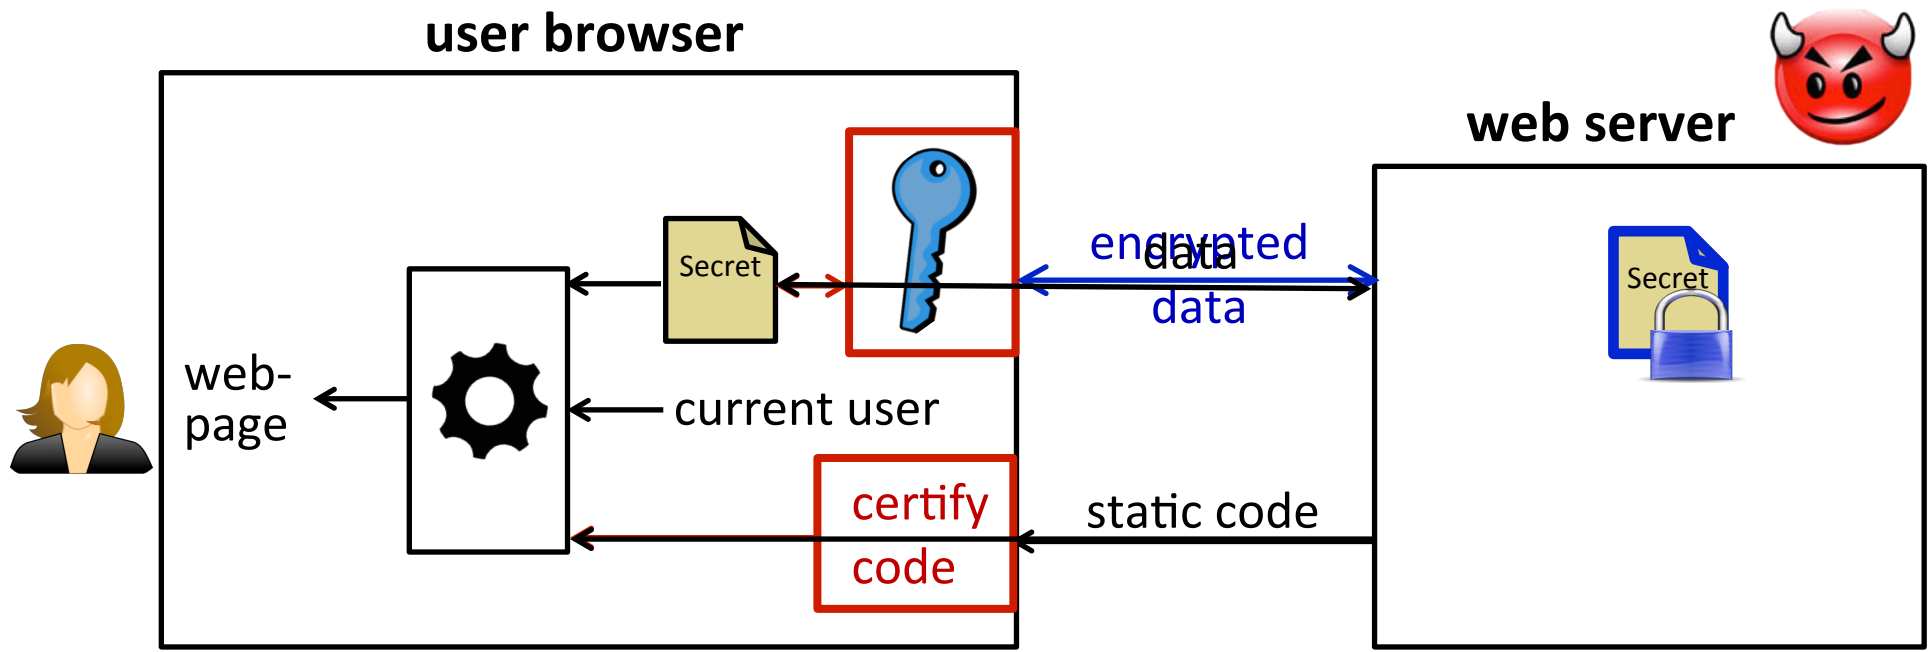 user browser
web server
Secret
encrypted
data
data
Secret
web-
page
current user
certify
code
static code